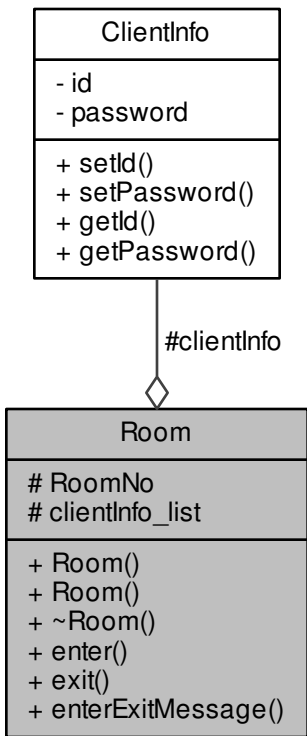 ClientInfo
- id
- password
+ setId()
+ setPassword()
+ getId()
+ getPassword()
#clientInfo
Room
# RoomNo
# clientInfo_list
+ Room()
+ Room()
+ ~Room()
+ enter()
+ exit()
+ enterExitMessage()